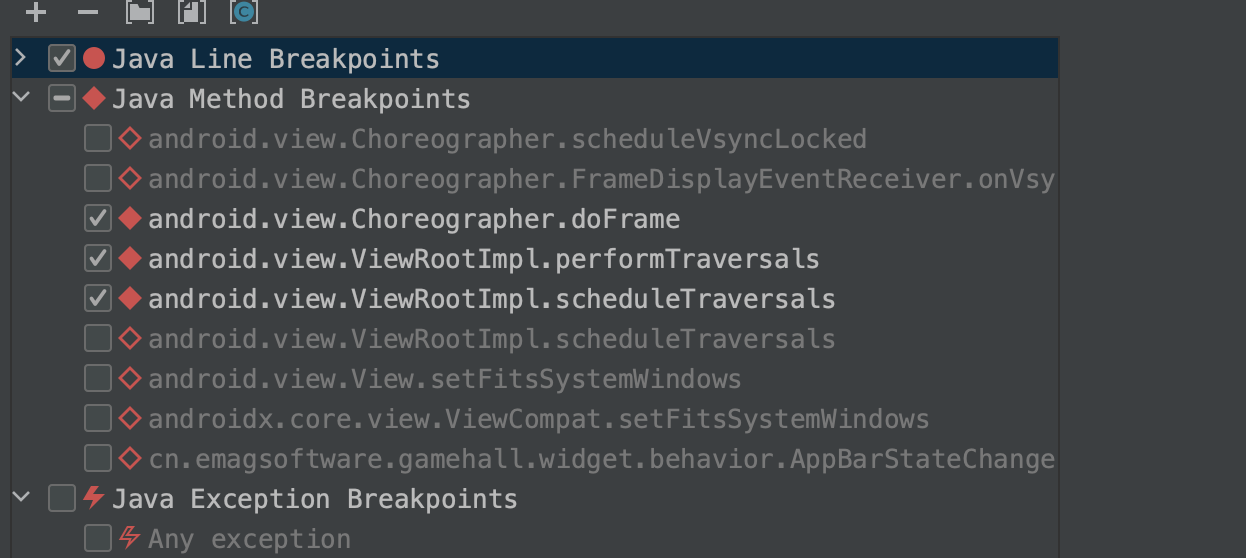 Java Line Breakpoints
Java Method Breakpoints
android.view.Choreographer.scheduleVsyncLocked
android.view.Choreographer.FrameDisplayEventReceiver.onVsy
android.view.Choreographer.doFrame
android.view.ViewRootImpl.performTraversals
android.view.ViewRootImpl.scheduleTraversals
android.view.ViewRootImpl.scheduleTraversals
android.view.View.setFitsSystemWindows
androidx.core.view.ViewCompat.setFitsSystemWindows
cn.emagsoftware.gamehall.widget.behavior.AppBarStateChange
Java Exception Breakpoints
Any exception